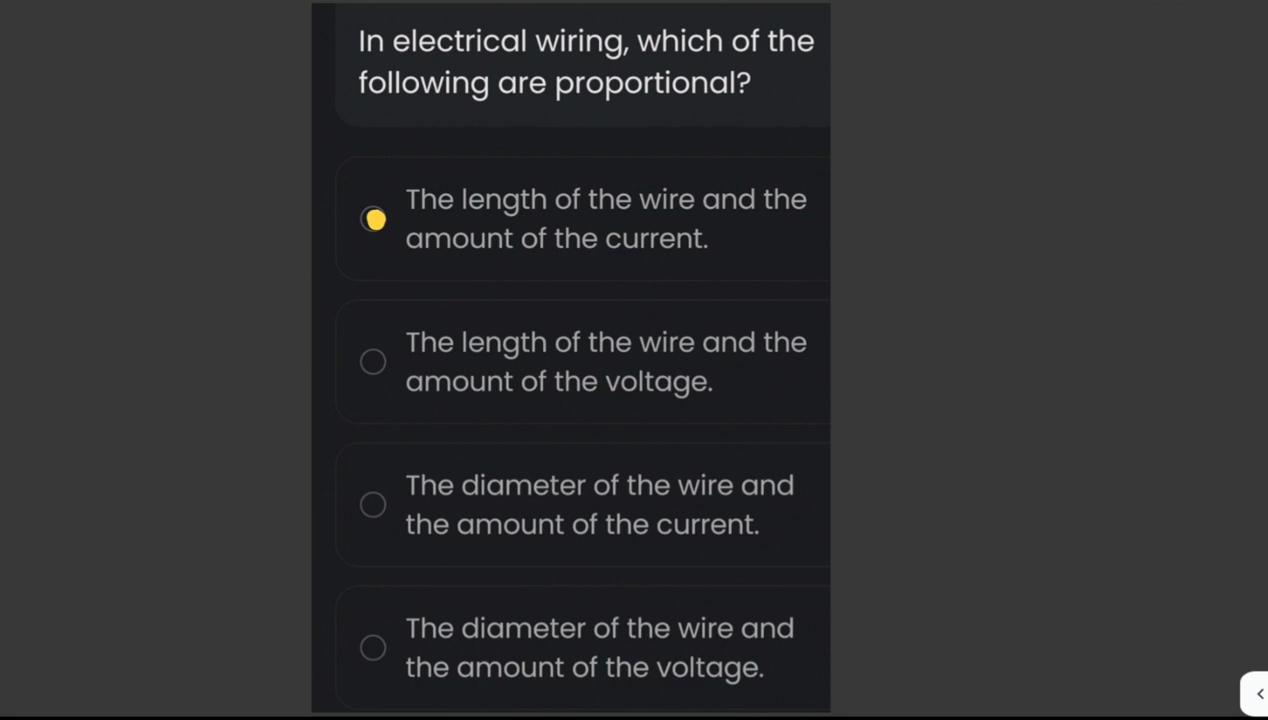 In electrical wiring, which of the
following are proportional?
The length of the wire and the
amount of the current.
The length of the wire and the
amount of the voltage.
The diameter of the wire and
the amount of the current.
The diameter of the wire and
the amount of the voltage.